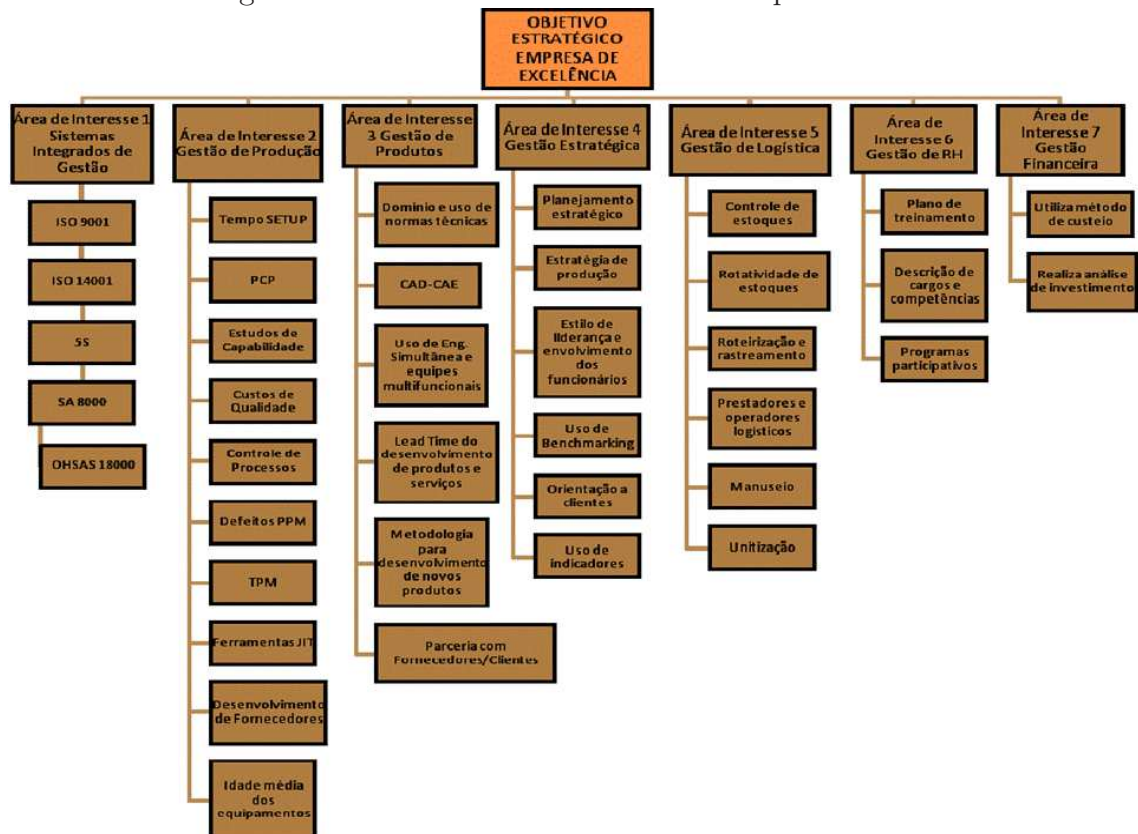 OBJETIVO
ESTRATÉGICO
EMPRESA DE
EXCELÊNCIA
Área de Interesse 1
Sistemas
Integrados de
Gestão
ISO 9001
ISO 14001
5S
SA 8000
OHSAS 18000
Área de Interesse 2
Gestão de Produção
Tempo SETUP
PCP
Estudos de
Capabilidade
Custos de
Qualidade
Controle de
Processos
Defeitos PPM
TPM
Ferramentas JIT
Desenvolvimento
de Fornecedores
Idade média
dos
equipamentos
Área de Interesse
3 Gestão de
Produtos
Domínio e uso de
normas técnicas
CAD-CAE
Uso de Eng.
Simultânea e
equipes
multifuncionais
Lead Time do
desenvolvimento
de produtos e
serviços
Metodologia
para
desenvolvimento
de novos
produtos
Parceria com
Fornecedores/Clientes
Área de Interesse 4
Gestão Estratégica
Planejamento
estratégico
Estratégia de
produção
Estilo de
liderança e
envolvimento
dos
funcionários
Uso de
Benchmarking
Orientação a
clientes
Uso de
indicadores
Área de Interesse 5
Gestão de Logística
Controle de
estoques
Rotatividade de
estoques
Roteirização e
rastreamento
Prestadores e
operadores
logísticos
Manuseio
Unitização
Área de
Interesse 6
Gestão de RH
Plano de
treinamento
Descrição de
cargos e
competências
Programas
participativos
Área de
Interesse 7
Gestão
Financeira
Utiliza método
de custeio
Realiza análise
de investimento